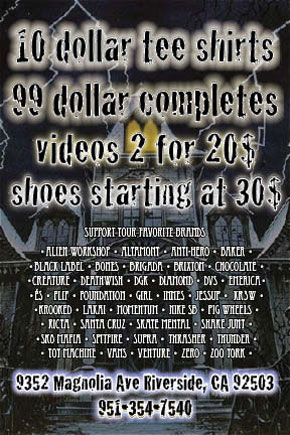 10 dollar tee shirts
99 dollar completes
videos 2 for 20$
shoes starting at 30$
SUPPORT YOUR FAVORITE BRANDS
• ALIEN WORKSHOP • ALTAMONT • ANTI-HERO • BAKER •
• BLACK LABEL • BONES • BRIGADA • BRIXTON • CHOCOLATE •
• CREATURE • DEATHWISH • DGK • DIAMOND • DVS • EMERICA •
• ÉS • FLIP • FOUNDATION • GIRL • INNES • JESSUP • KR3W •
• KROOKED • LAKAI • MOMENTUM • NIKE SB • PIG WHEELS •
• RICTA • SANTA CRUZ • SKATE MENTAL • SHAKE JUNT •
• SK8 MAFIA • SPITFIRE • SUPRA • THRASHER • THUNDER •
• TOY MACHINE • VANS • VENTURE • ZERO • ZOO YORK •
9352 Magnolia Ave Riverside, CA 92503
951•354•7540